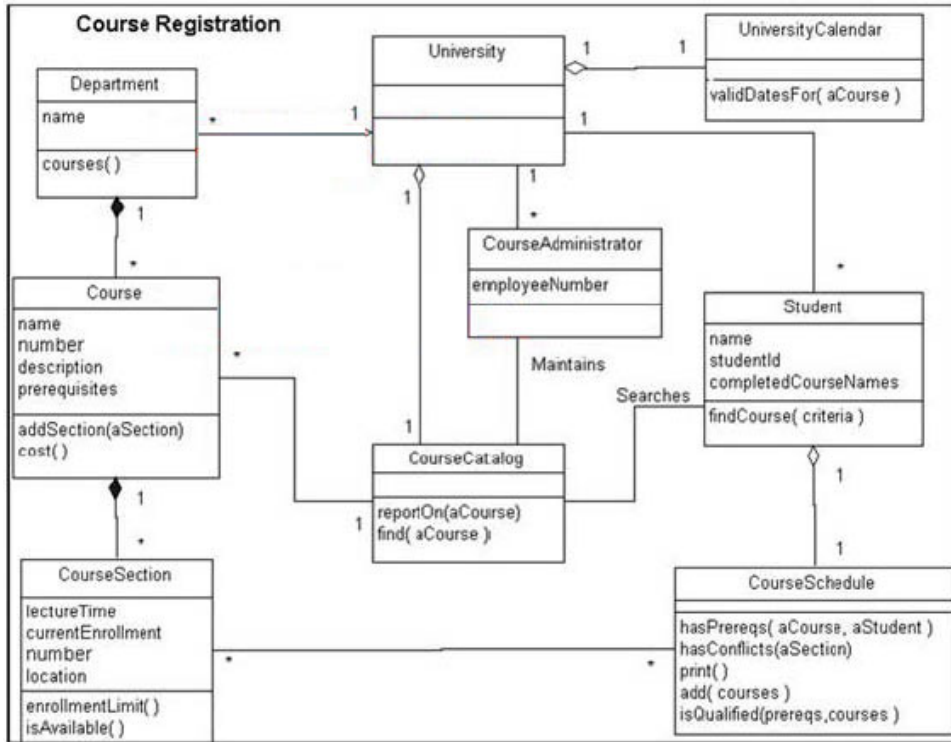 Course Registration
University
1
1
UniversityCalendar
validDatesFor( aCourse )
Department
name
courses( )
*
1
1
1
1
*
1
*
CourseAdministrator
ennployeeNumber
*
Course
name
number
description
prerequisites
addSection(aSection)
cost( )
*
Maintains
Searches
Student
name
studentId
completedCourseNames
findCourse( criteria )
1
CourseCatalog
reportOn(aCourse)
find( aCourse )
1
1
*
1
1
CourseSection
lectureTime
currentEnrollment
number
location
enrollmentLimit( )
isAvailable( )
*
*
CourseSchedule
hasPrereqs( aCourse, aStudent )
hasConflicts(aSection)
print( )
add( courses )
isQualified(prereqs,courses )